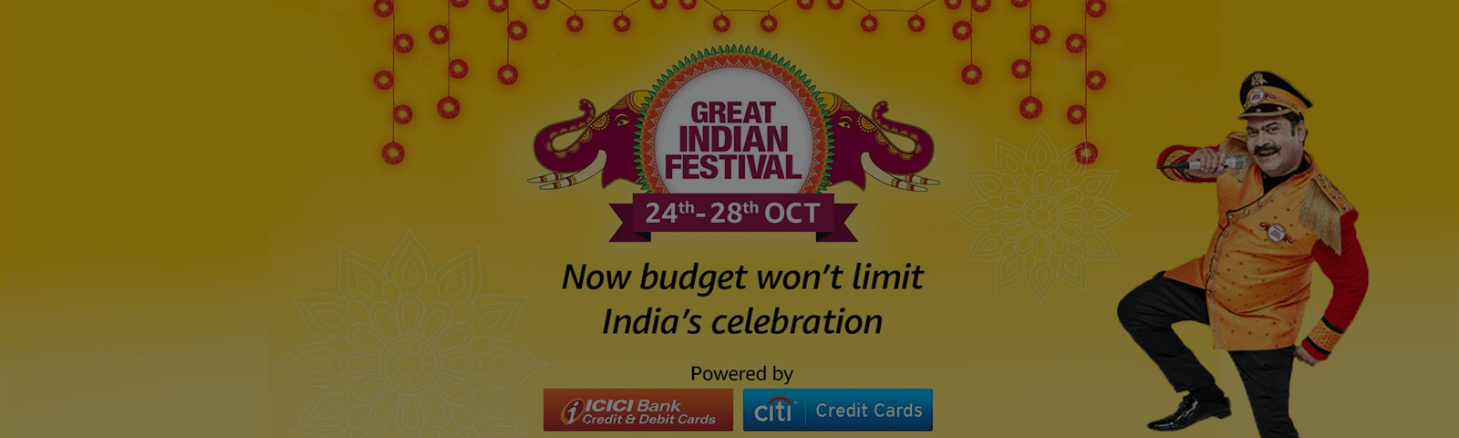 GREAT
INDIAN
FESTIVAL
24th-28th OCT
Now budget won't limit
India's celebration
Powered by
ICICI Bank
Credit & Debit Cards
citi Credit Cards